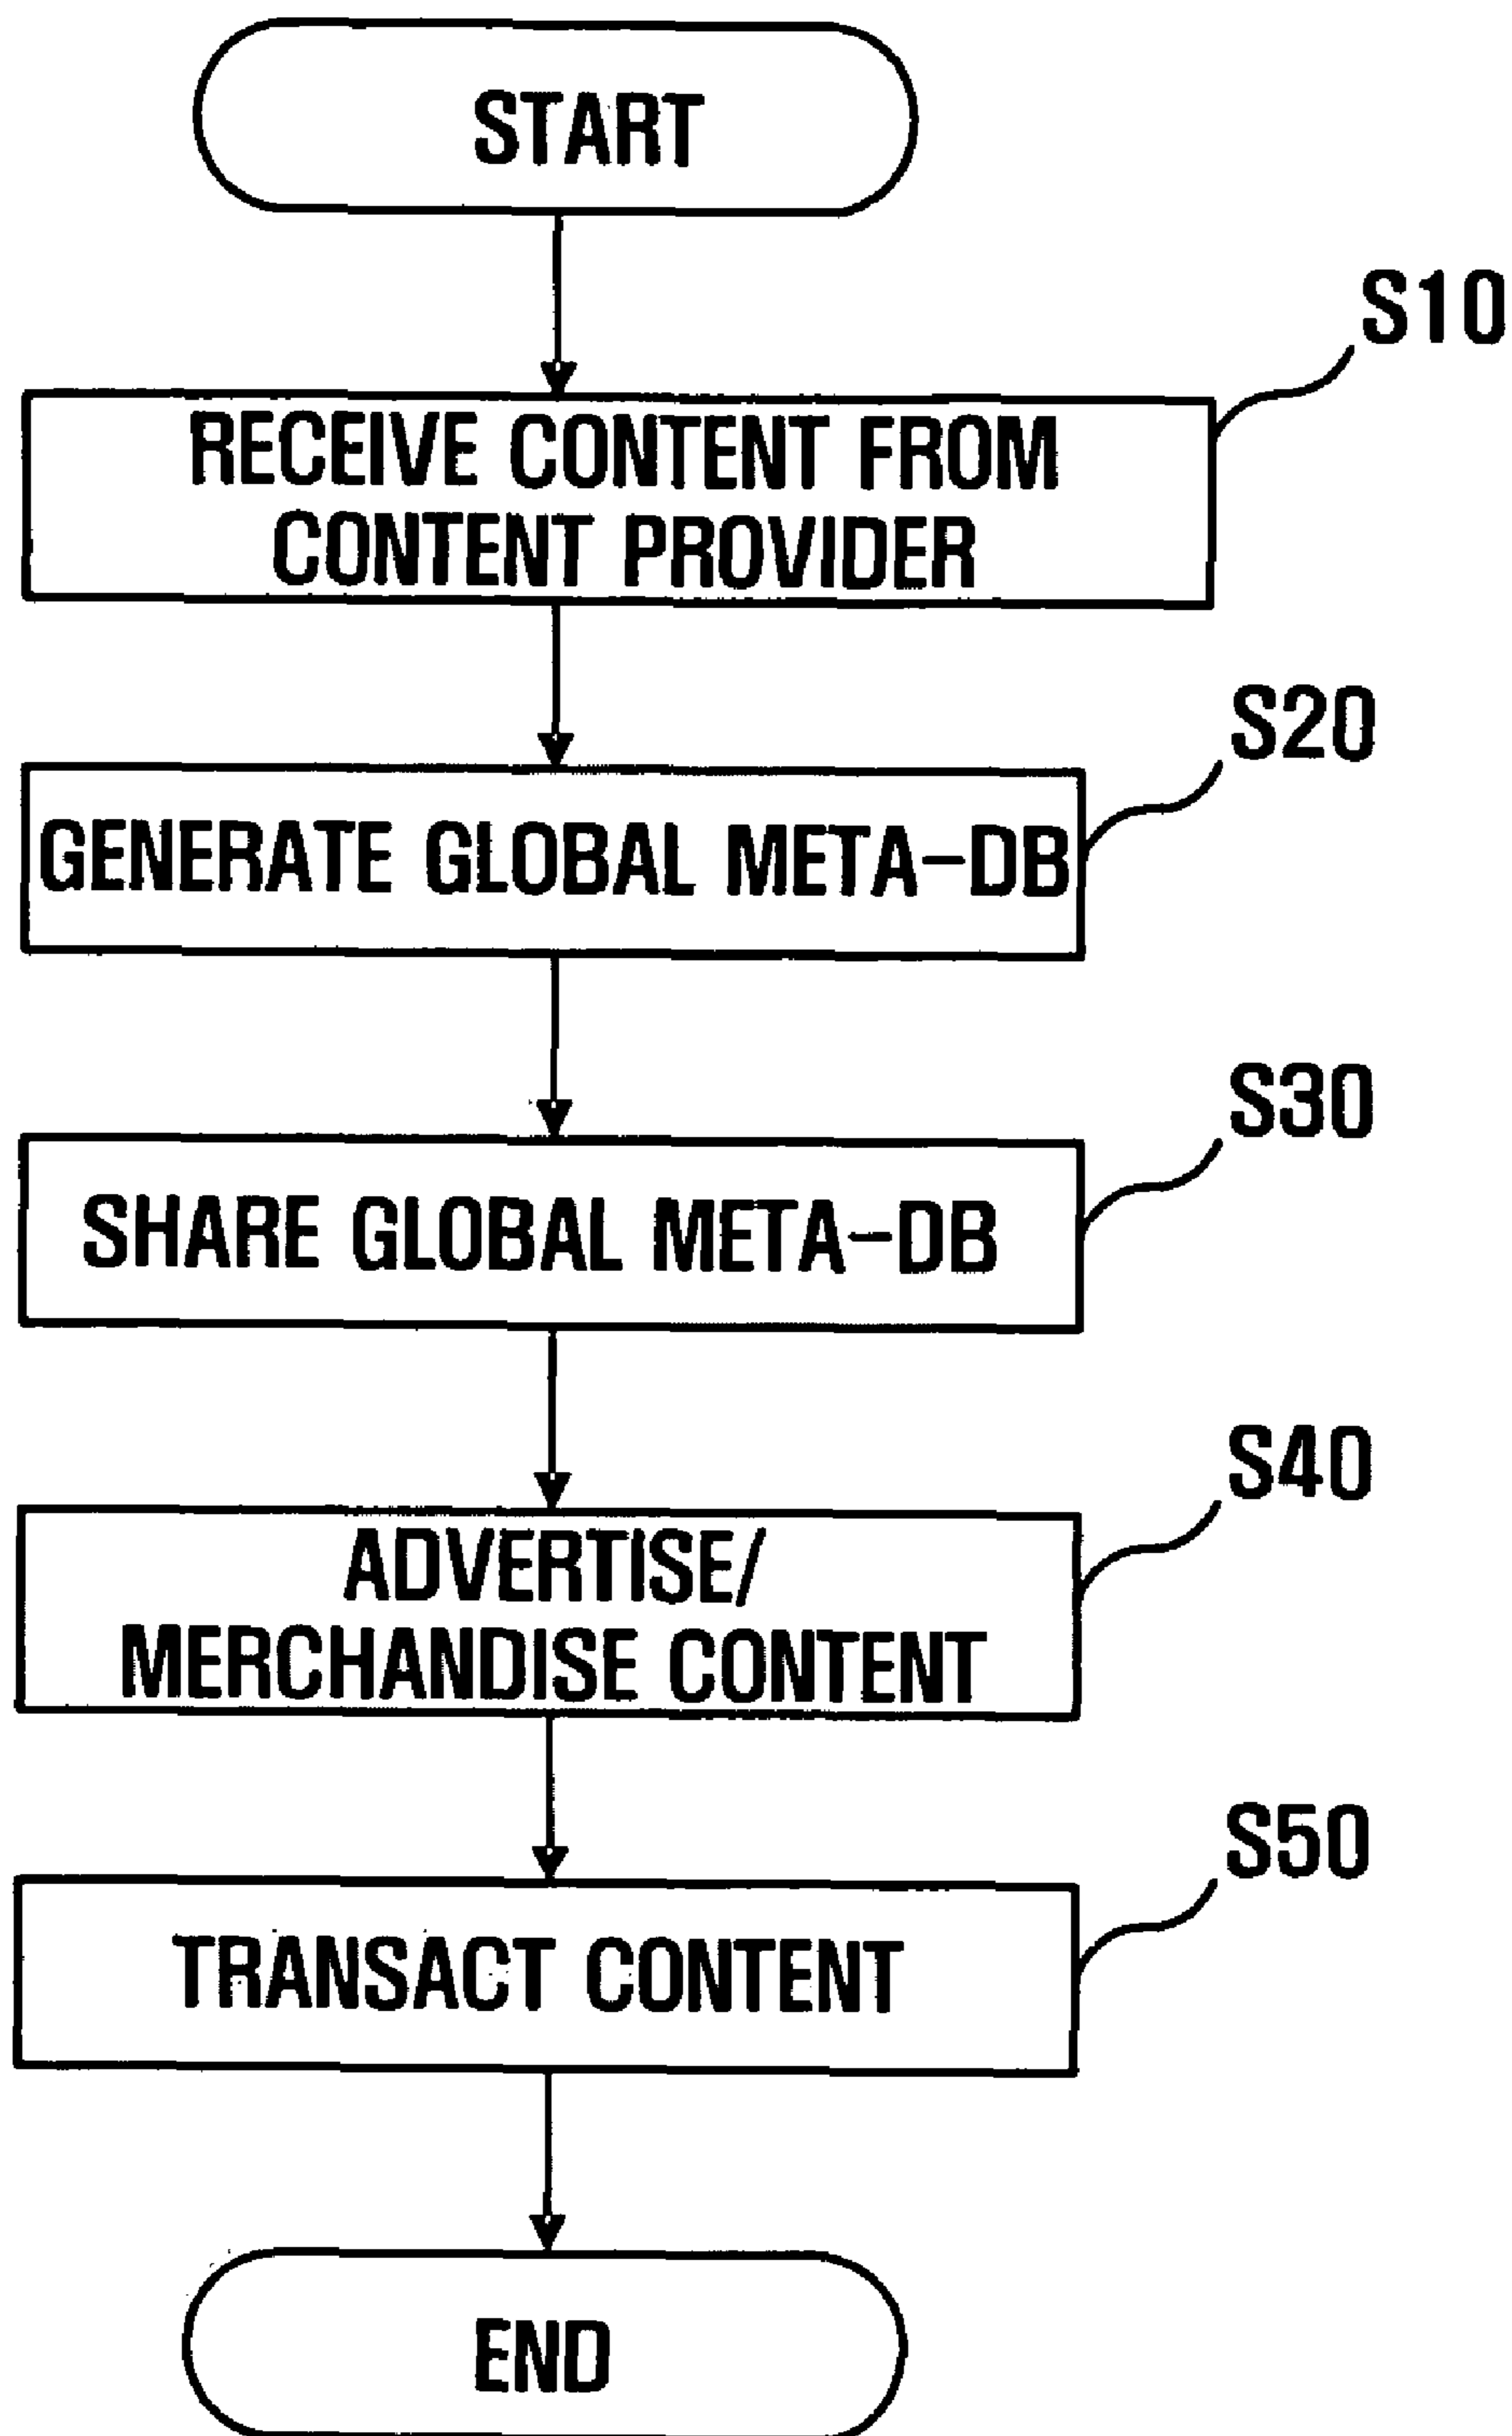 START
S10
RECEIVE CONTENT FROM
CONTENT PROVIDER
S20
GENERATE GLOBAL META-DB
S30
SHARE GLOBAL META-DB
S40
ADVERTISE/
MERCHANDISE CONTENT
S50
TRANSACT CONTENT
END